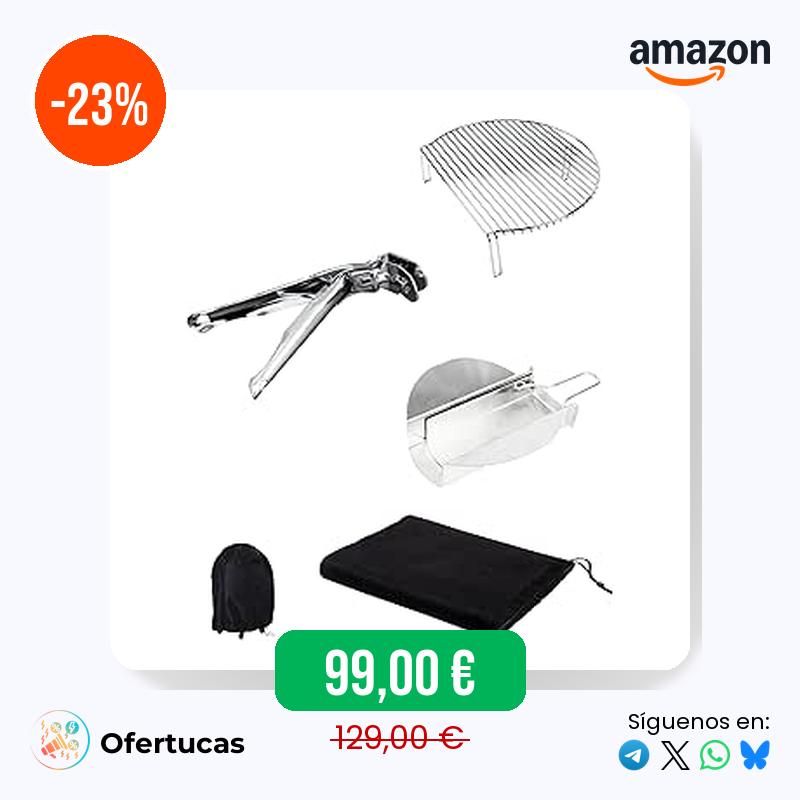 -23%
amazon
99,00 €
129,00 €
Ofertucas
Síguenos en: